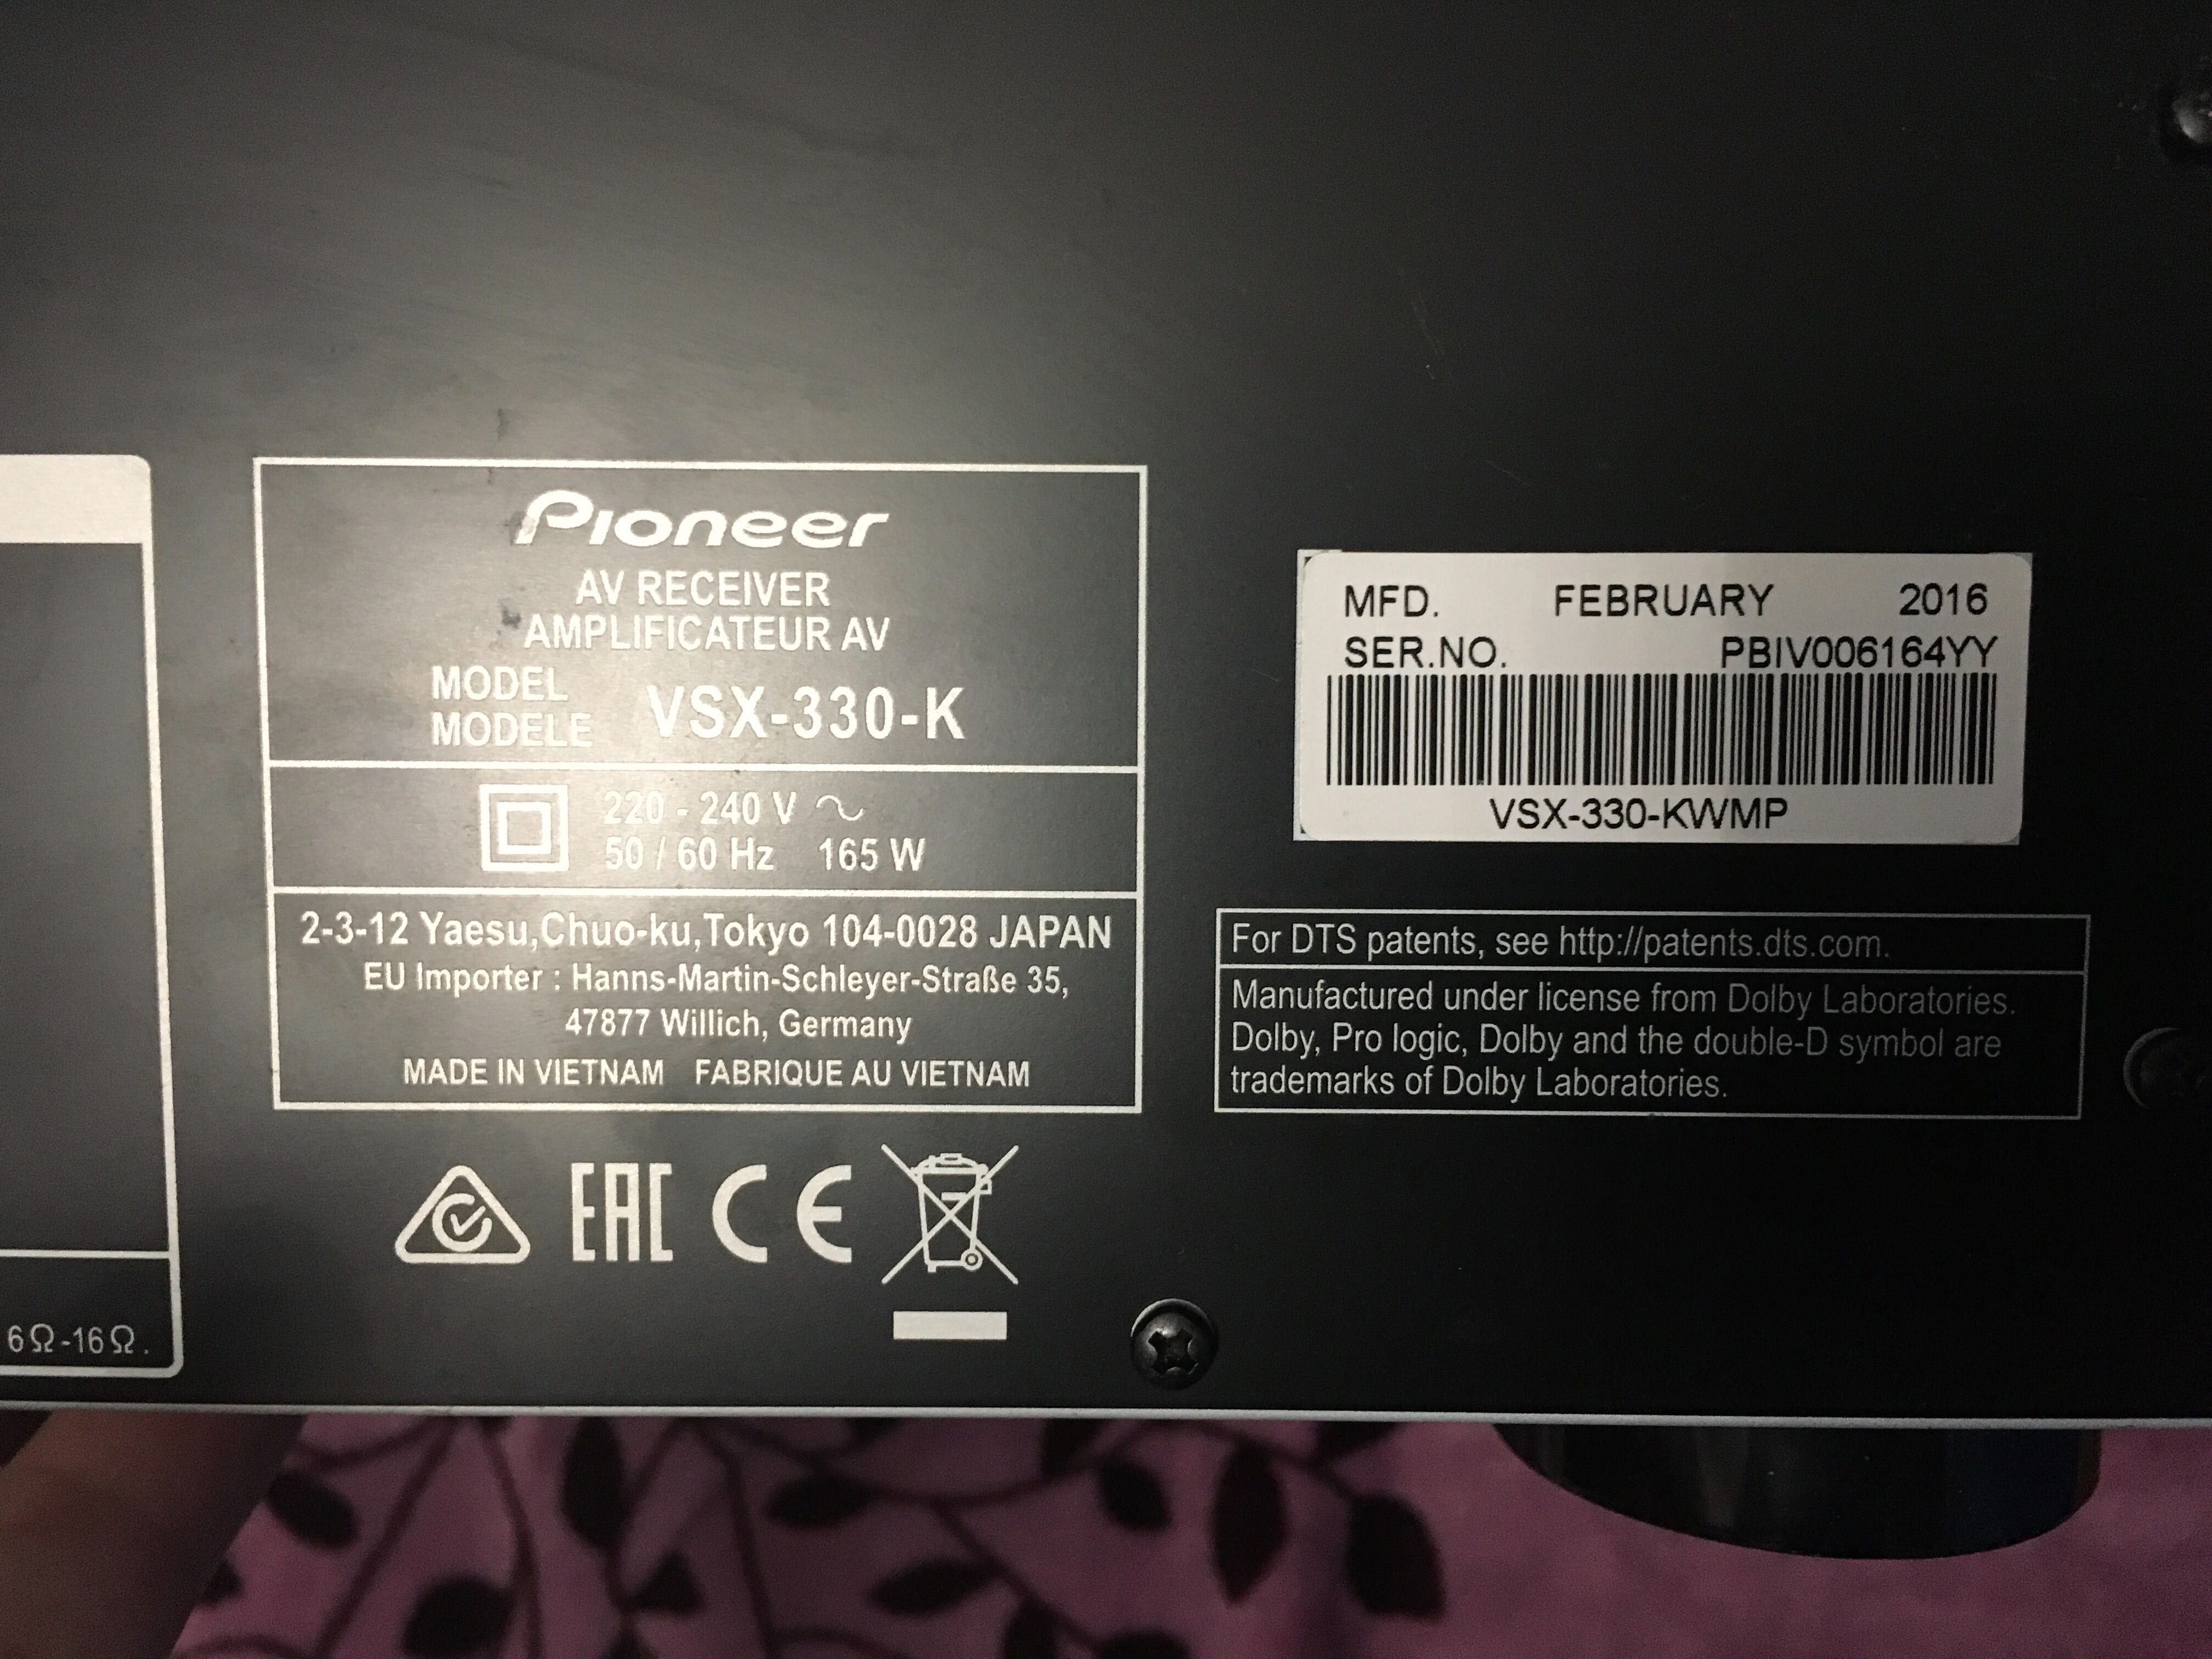 Pioneer
AV RECEIVER
AMPLIFICATEUR AV
MODEL
MODELE
VSX-330-K
220 - 240 V ~
50 / 60 Hz 165 W
2-3-12 Yaesu,Chuo-ku,Tokyo 104-0028 JAPAN
EU Importer : Hanns-Martin-Schleyer-Straße 35,
47877 Willich, Germany
MADE IN VIETNAM FABRIQUE AU VIETNAM
EAC CE
6Ω-16Ω.
MFD. FEBRUARY 2016
SER.NO. PBIV006164YY
VSX-330-KWMP
For DTS patents, see http://patents.dts.com.
Manufactured under license from Dolby Laboratories.
Dolby, Pro logic, Dolby and the double-D symbol are
trademarks of Dolby Laboratories.